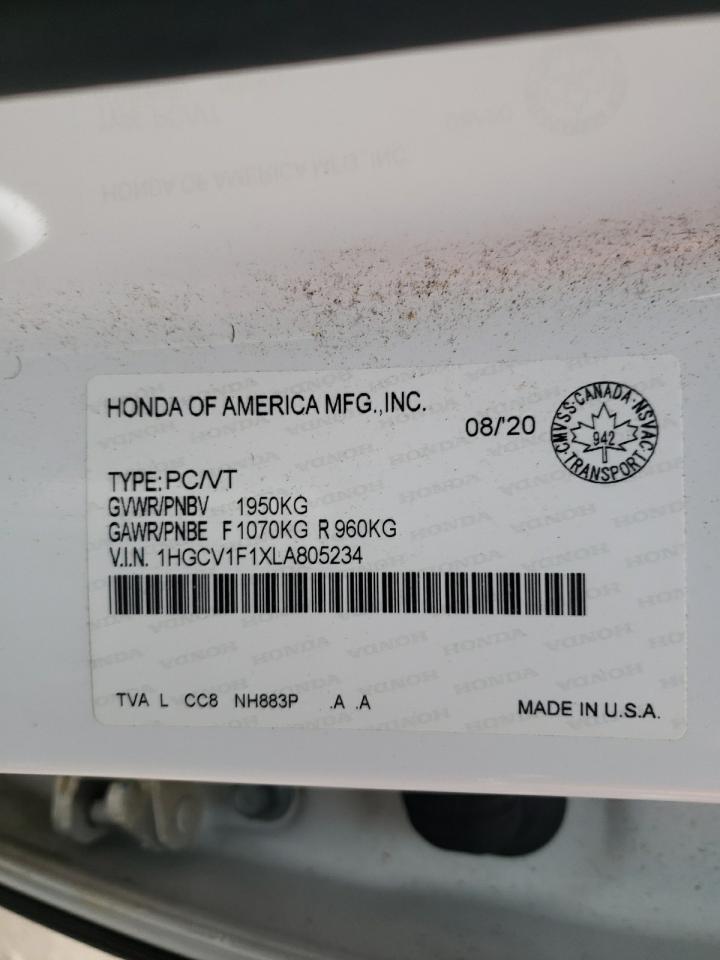 HONDA OF AMERICA MFG.,INC.
08/'20
CMVSS·CANADA·NSVAC
942
TRANSPORT
TYPE:PC/VT
GVWR/PNBV 1950KG
GAWR/PNBE F 1070KG R 960KG
V.I.N. 1HGCV1F1XLA805234
TVA L CC8 NH883P .A .A
MADE IN U.S.A.